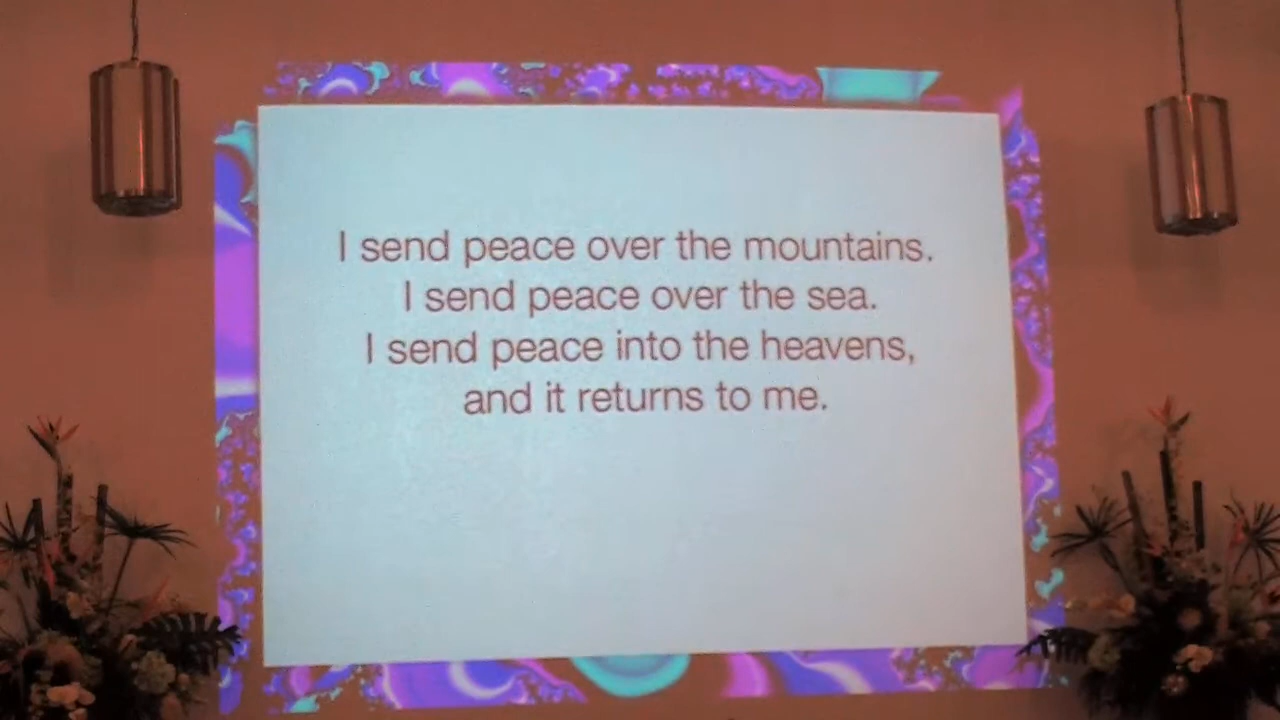 I send peace over the mountains.
I send peace over the sea.
I send peace into the heavens,
and it returns to me.